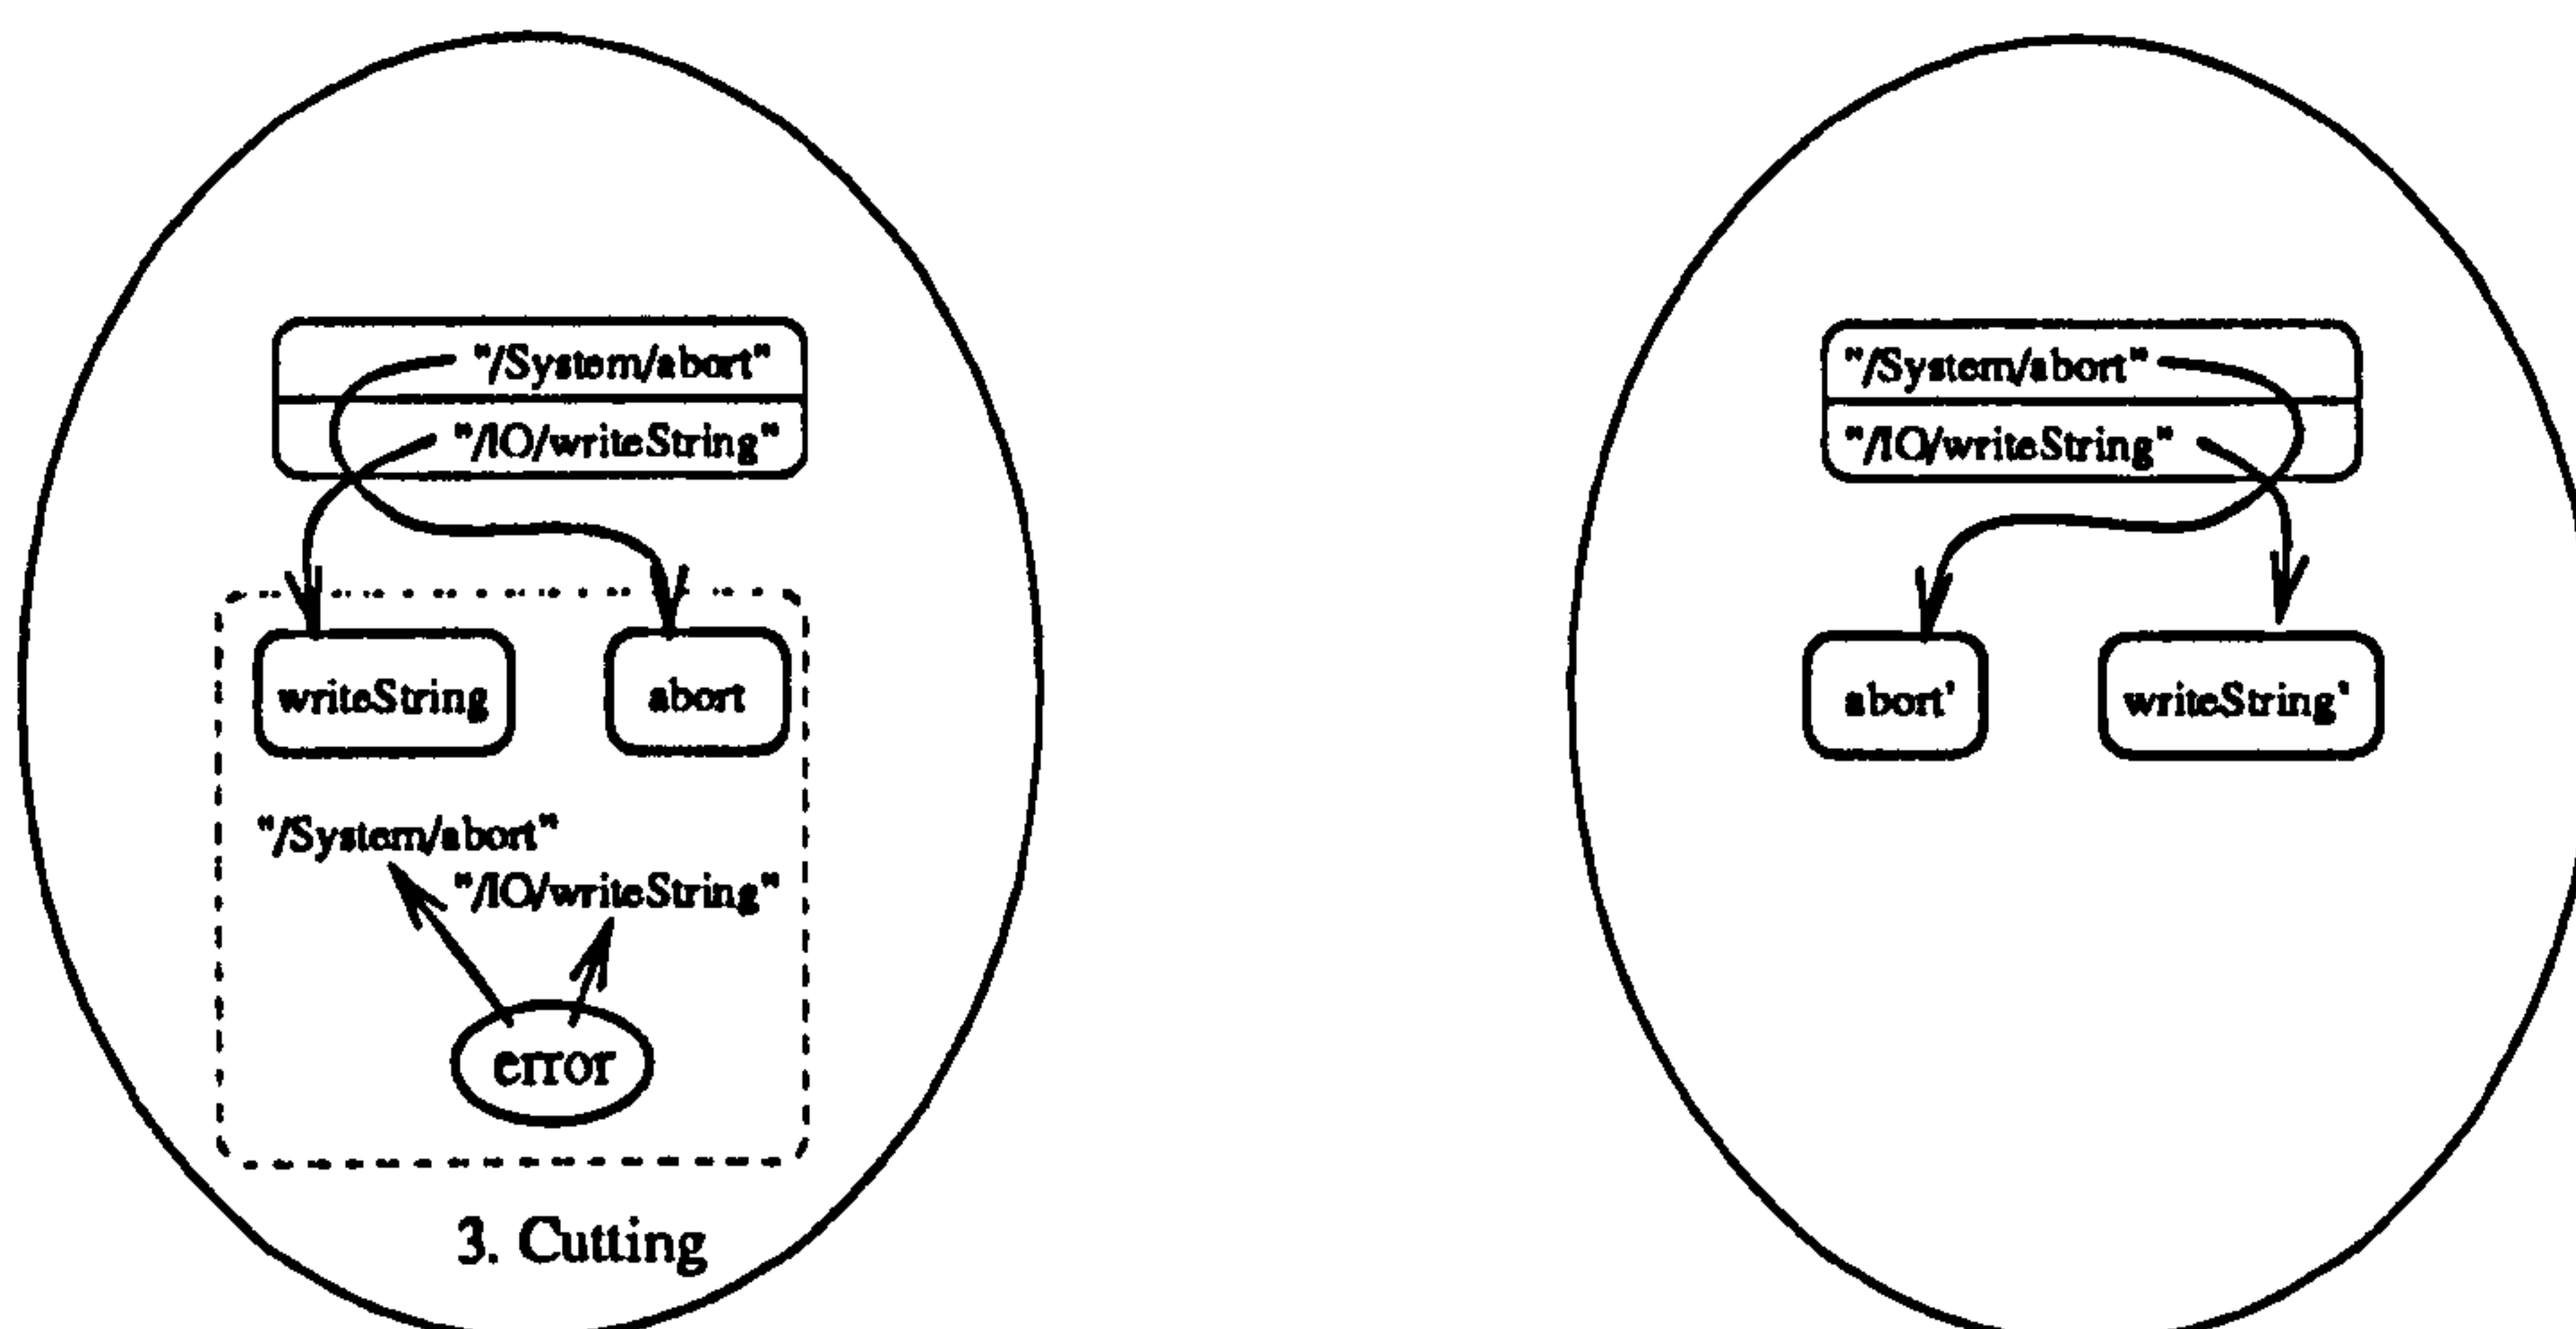 "/System/abort"
"/IO/writeString"
writeString
abort
"/System/abort"
"/IO/writeString"
error
3. Cutting
"/System/abort"
"/IO/writeString"
abort'
writeString'